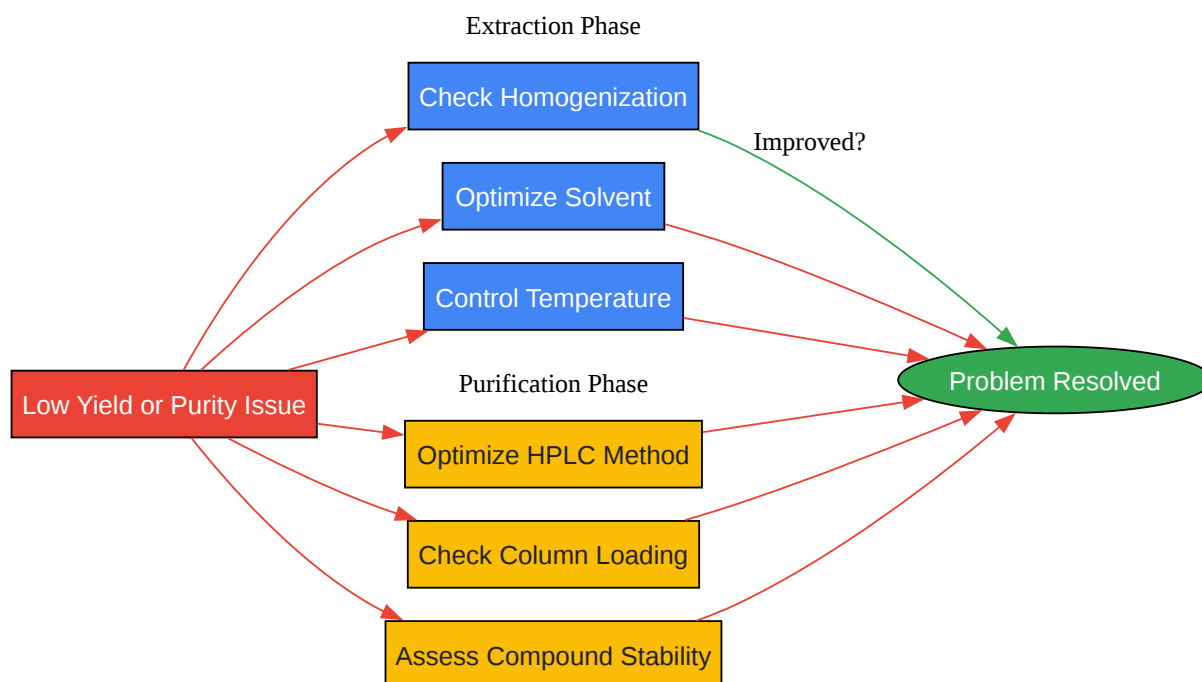 Extraction Phase
Check Homogenization
Improved?
Optimize Solvent
Control Temperature
Low Yield or Purity Issue
Problem Resolved
Purification Phase
Optimize HPLC Method
Check Column Loading
Assess Compound Stability